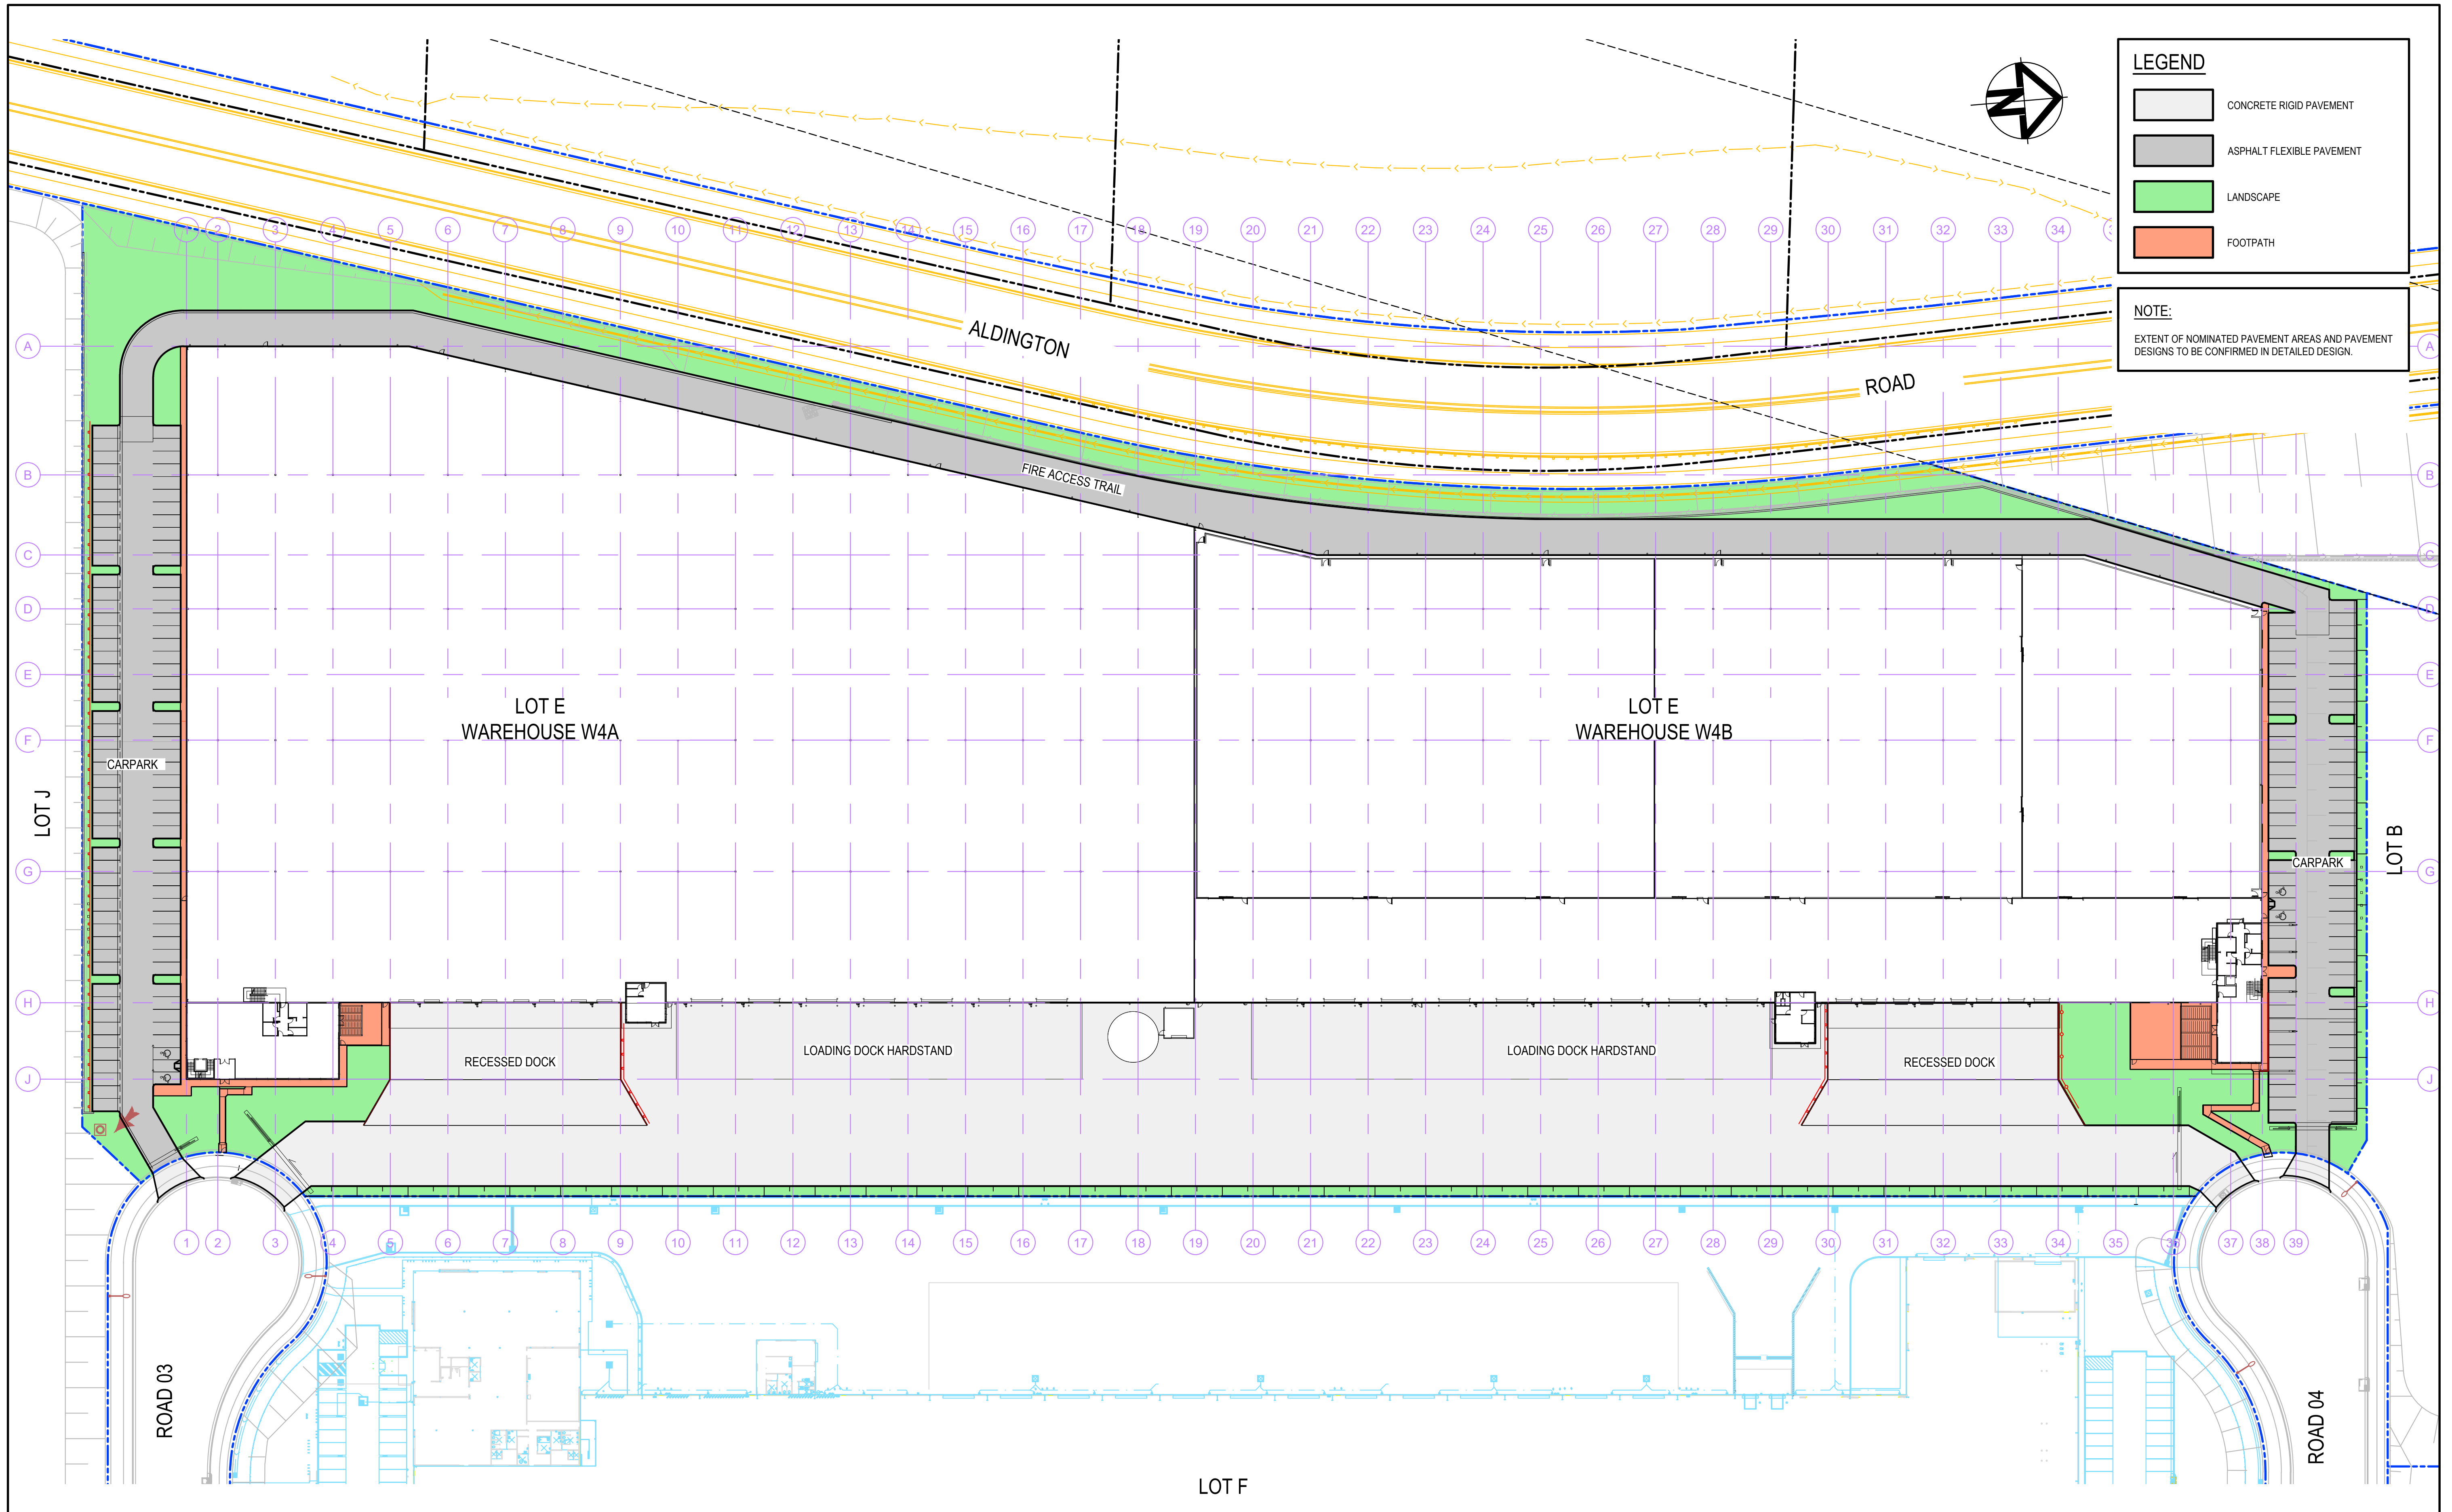 LEGEND
CONCRETE RIGID PAVEMENT
ASPHALT FLEXIBLE PAVEMENT
LANDSCAPE
FOOTPATH
N
NOTE:
EXTENT OF NOMINATED PAVEMENT AREAS AND PAVEMENT
DESIGNS TO BE CONFIRMED IN DETAILED DESIGN.
1 2 3 4 5 6 7 8 9 10 11 12 13 14 15 16 17 18 19 20 21 22 23 24 25 26 27 28 29 30 31 32 33 34
ALDINGTON
ROAD
A A
B B
FIRE ACCESS TRAIL
C C
D D
E E
LOT E
WAREHOUSE W4A
LOT E
WAREHOUSE W4B
F F
CARPARK
LOT J
LOT B
CARPARK
G G
H H
RECESSED DOCK
LOADING DOCK HARDSTAND
LOADING DOCK HARDSTAND
RECESSED DOCK
J J
1 2 3 4 5 6 7 8 9 10 11 12 13 14 15 16 17 18 19 20 21 22 23 24 25 26 27 28 29 30 31 32 33 34 35 36 37 38 39
ROAD 03
ROAD 04
LOT F